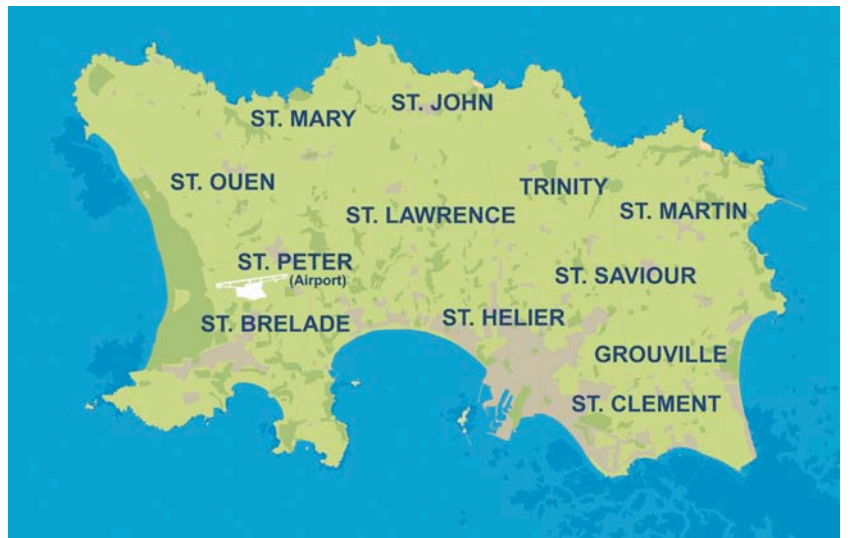 ST. JOHN
ST. MARY
ST. OUEN
TRINITY
ST. LAWRENCE
ST. MARTIN
ST. PETER
(Airport)
ST. SAVIOUR
ST. BRELADE
ST. HELIER
GROUVILLE
ST. CLEMENT